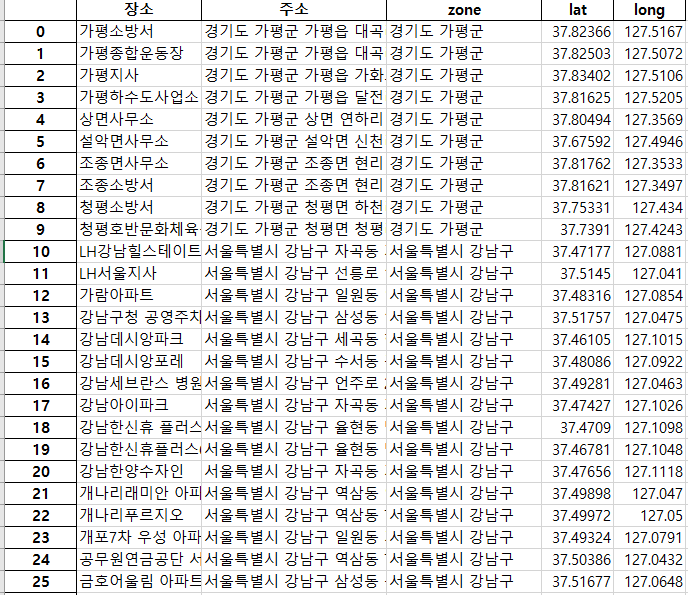 장소 주소 zone lat long
0 가평소방서 경기도 가평군 가평읍 대곡 경기도 가평군 37.82366 127.5167
1 가평종합운동장 경기도 가평군 가평읍 대곡 경기도 가평군 37.82503 127.5072
2 가평지사 경기도 가평군 가평읍 가화 경기도 가평군 37.83402 127.5106
3 가평하수도사업소 경기도 가평군 가평읍 달전 경기도 가평군 37.81625 127.5205
4 상면사무소 경기도 가평군 상면 연하리 경기도 가평군 37.80494 127.3569
5 설악면사무소 경기도 가평군 설악면 신천 경기도 가평군 37.67592 127.4946
6 조종면사무소 경기도 가평군 조종면 현리 경기도 가평군 37.81762 127.3533
7 조종소방서 경기도 가평군 조종면 현리 경기도 가평군 37.81621 127.3497
8 청평소방서 경기도 가평군 청평면 하천 경기도 가평군 37.75331 127.434
9 청평호반문화체육 경기도 가평군 청평면 청평 경기도 가평군 37.7391 127.4243
10 LH강남힐스테이트 서울특별시 강남구 자곡동 서울특별시 강남구 37.47177 127.0881
11 LH서울지사 서울특별시 강남구 선릉로 서울특별시 강남구 37.5145 127.041
12 가람아파트 서울특별시 강남구 일원동 서울특별시 강남구 37.48316 127.0854
13 강남구청 공영주차 서울특별시 강남구 삼성동 서울특별시 강남구 37.51757 127.0475
14 강남데시앙파크 서울특별시 강남구 세곡동 서울특별시 강남구 37.46105 127.1015
15 강남데시앙포레 서울특별시 강남구 수서동 서울특별시 강남구 37.48086 127.0922
16 강남세브란스 병원 서울특별시 강남구 언주로 서울특별시 강남구 37.49281 127.0463
17 강남아이파크 서울특별시 강남구 자곡동 서울특별시 강남구 37.47427 127.1026
18 강남한신휴 플러스 서울특별시 강남구 율현동 서울특별시 강남구 37.4709 127.1098
19 강남한신휴플러스 서울특별시 강남구 율현동 서울특별시 강남구 37.46781 127.1048
20 강남한양수자인 서울특별시 강남구 자곡동 서울특별시 강남구 37.47656 127.1118
21 개나리래미안 아파 서울특별시 강남구 역삼동 서울특별시 강남구 37.49898 127.047
22 개나리푸르지오 서울특별시 강남구 역삼동 서울특별시 강남구 37.49972 127.05
23 개포7차 우성 아파 서울특별시 강남구 일원동 서울특별시 강남구 37.49324 127.0791
24 공무원연금공단 서 서울특별시 강남구 역삼동 서울특별시 강남구 37.50386 127.0432
25 금호어울림 아파트 서울특별시 강남구 삼성동 서울특별시 강남구 37.51677 127.0648